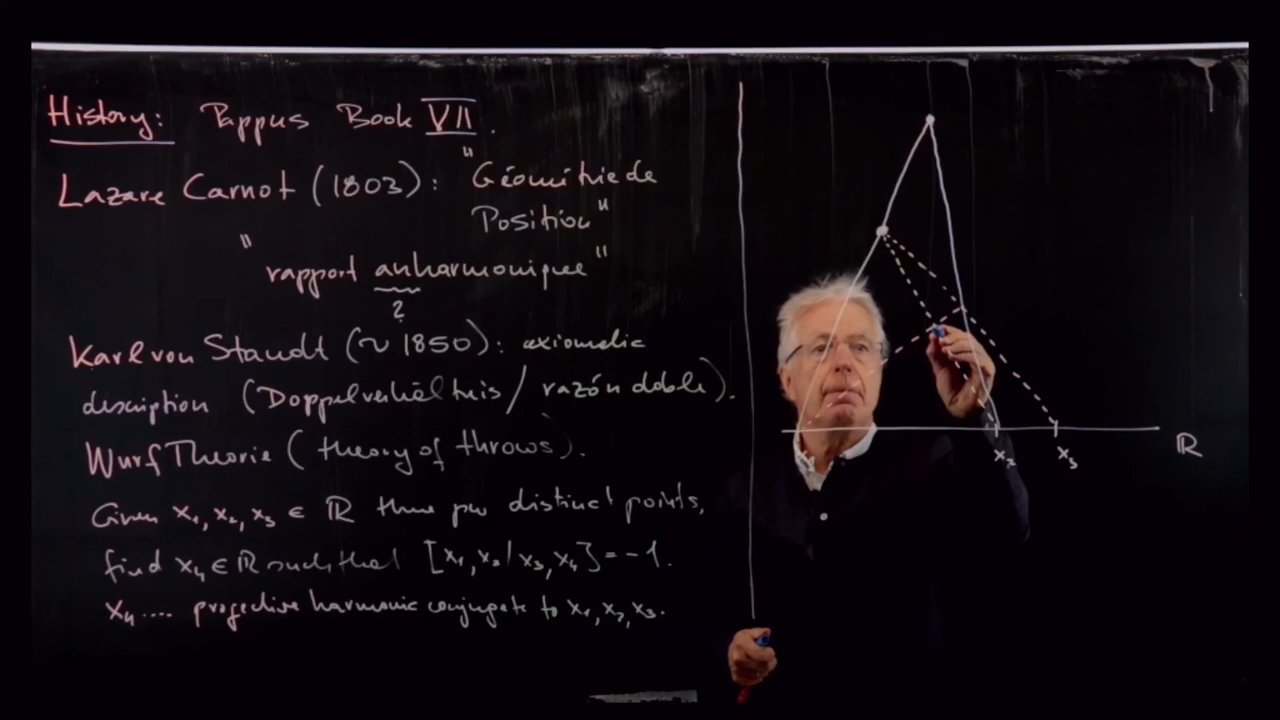 History: Pappus Book VII.
Lazare Carnot (1803): "Géométrie de
Position"
"rapport anharmonique"
?
Karl von Staudt (~ 1850): axiomatic
description (Doppelverhältnis / razón doble).
Wurf Theorie (theory of throws).
Given x₁, x₂, x₃ ∈ ℝ three pw distinct points,
find x₄ ∈ ℝ such that [x₁, x₂ / x₃, x₄] = -1.
x₄ .... projective harmonic conjugate to x₁, x₂, x₃.
x₂ x₃ ℝ